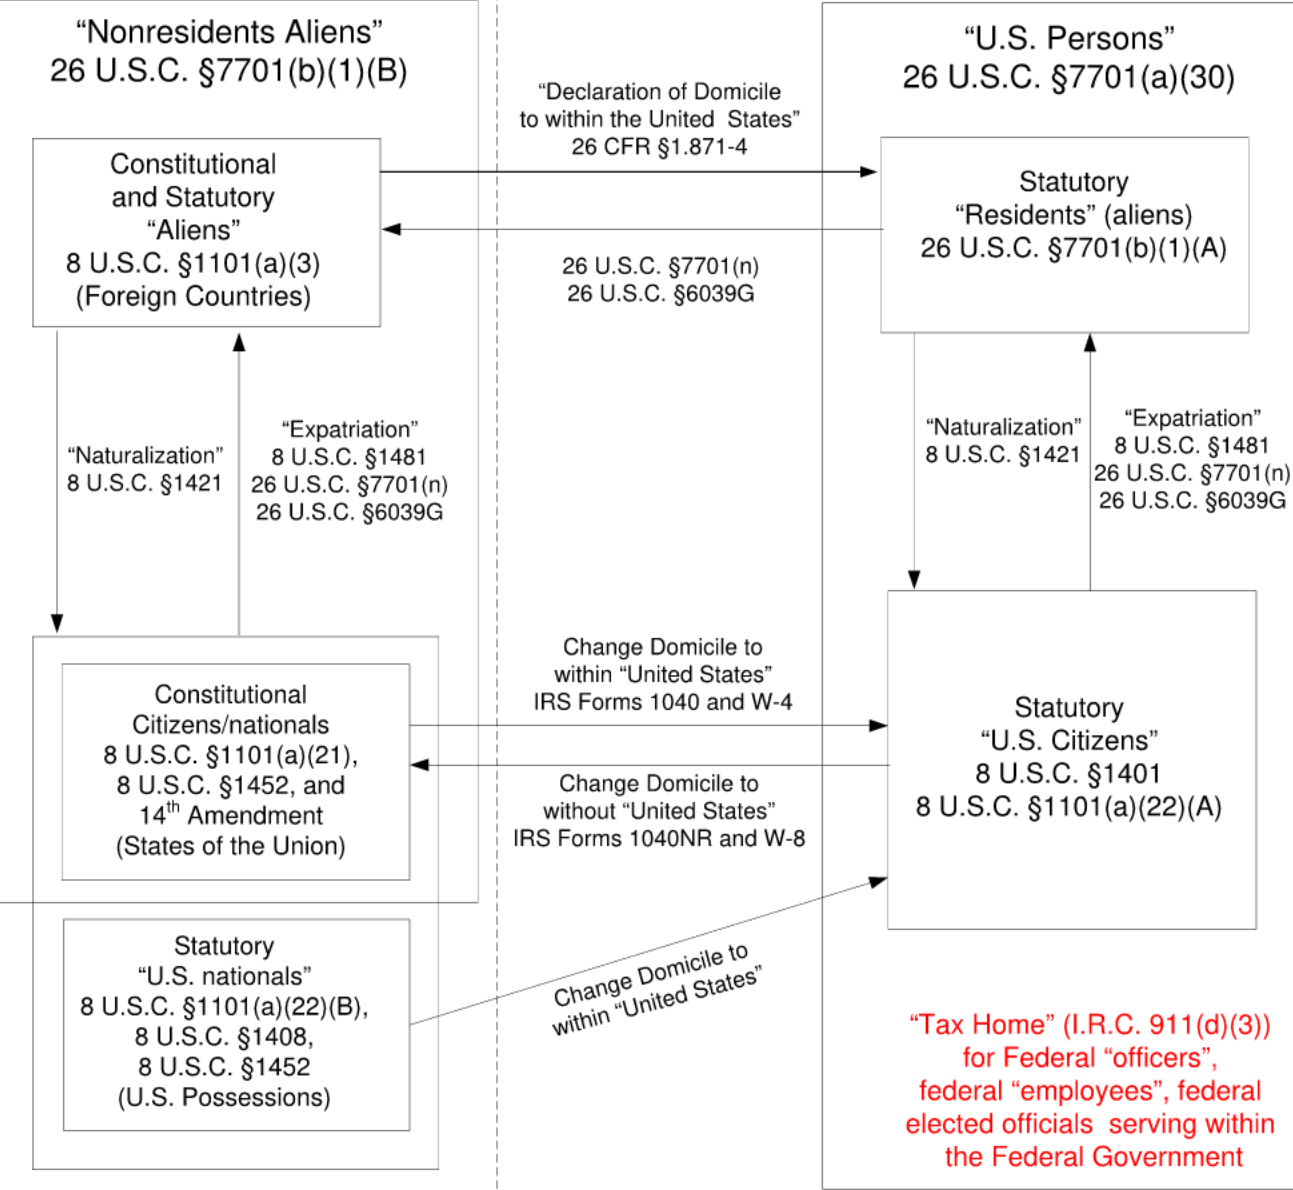 “Nonresidents Aliens”
26 U.S.C. §7701(b)(1)(B)
“U.S. Persons”
26 U.S.C. §7701(a)(30)
“Declaration of Domicile
to within the United  States”
26 CFR §1.871-4
Constitutional
and Statutory
“Aliens”
8 U.S.C. §1101(a)(3)
(Foreign Countries)
Statutory
“Residents” (aliens)
26 U.S.C. §7701(b)(1)(A)
26 U.S.C. §7701(n)
26 U.S.C. §6039G
“Naturalization”
8 U.S.C. §1421
“Expatriation”
8 U.S.C. §1481
26 U.S.C. §7701(n)
26 U.S.C. §6039G
“Naturalization”
8 U.S.C. §1421
“Expatriation”
8 U.S.C. §1481
26 U.S.C. §7701(n)
26 U.S.C. §6039G
Change Domicile to
within “United States”
IRS Forms 1040 and W-4
Constitutional
Citizens/nationals
8 U.S.C. §1101(a)(21),
8 U.S.C. §1452, and
14th Amendment
(States of the Union)
Statutory
“U.S. Citizens”
8 U.S.C. §1401
8 U.S.C. §1101(a)(22)(A)
Change Domicile to
without “United States”
IRS Forms 1040NR and W-8
Statutory
“U.S. nationals”
8 U.S.C. §1101(a)(22)(B),
8 U.S.C. §1408,
8 U.S.C. §1452
(U.S. Possessions)
Change Domicile to
within “United States”
“Tax Home” (I.R.C. 911(d)(3))
for Federal “officers”,
federal “employees”, federal
elected officials  serving within
the Federal Government